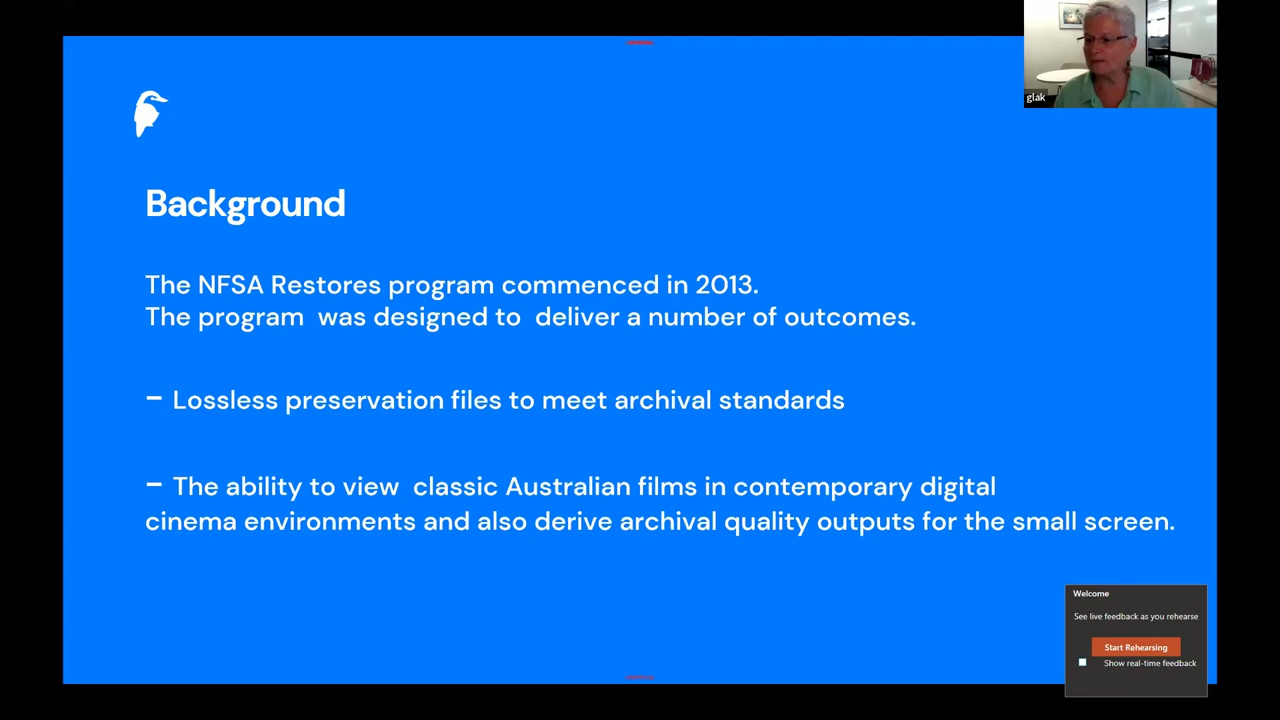 glak
Background
The NFSA Restores program commenced in 2013.
The program was designed to deliver a number of outcomes.
– Lossless preservation files to meet archival standards
– The ability to view classic Australian films in contemporary digital
cinema environments and also derive archival quality outputs for the small screen.
Welcome
See live feedback as you rehearse
Start Rehearsing
Show real-time feedback